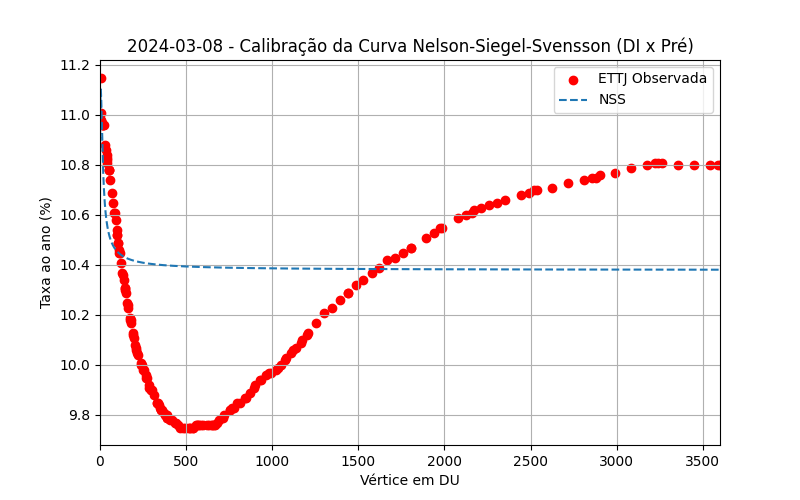 2024-03-08 - Calibração da Curva Nelson-Siegel-Svensson (DI x Pré)
ETTJ Observada
NSS
Taxa ao ano (%)
11.2
11.0
10.8
10.6
10.4
10.2
10.0
9.8
0 500 1000 1500 2000 2500 3000 3500
Vértice em DU